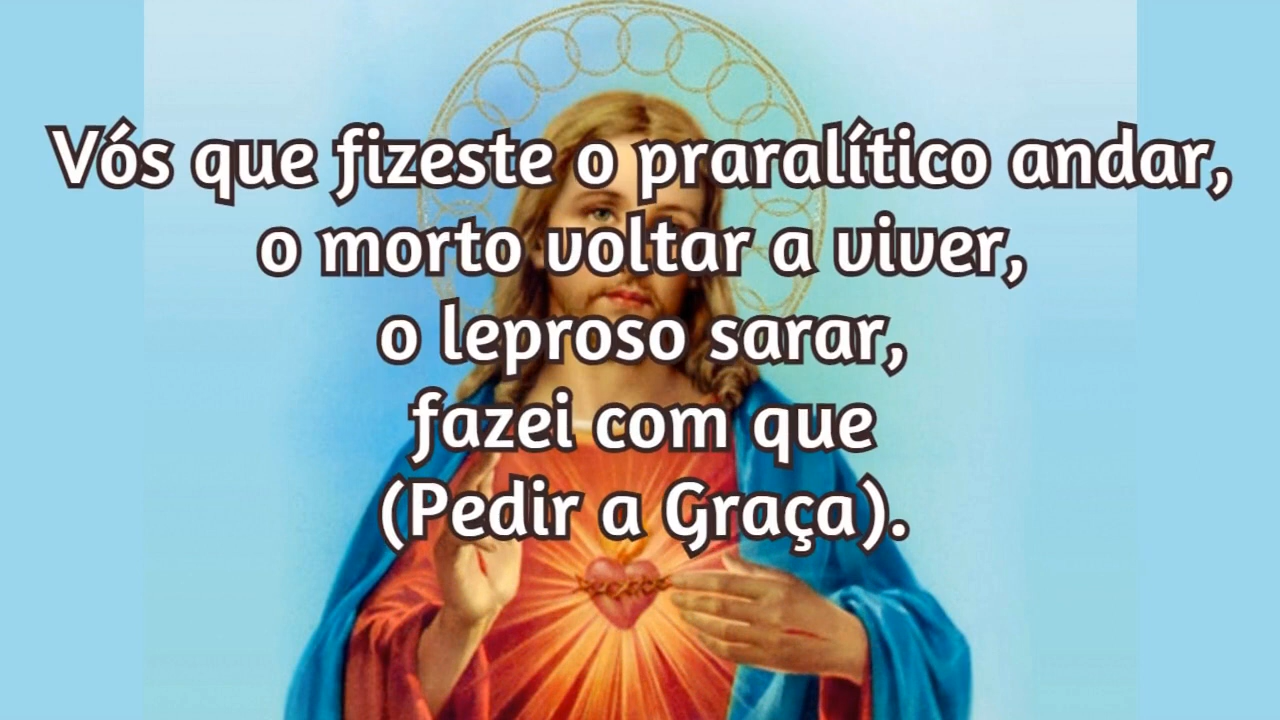 Vós que fizeste o praralítico andar,
o morto voltar a viver,
o leproso sarar,
fazei com que
(Pedir a Graça).